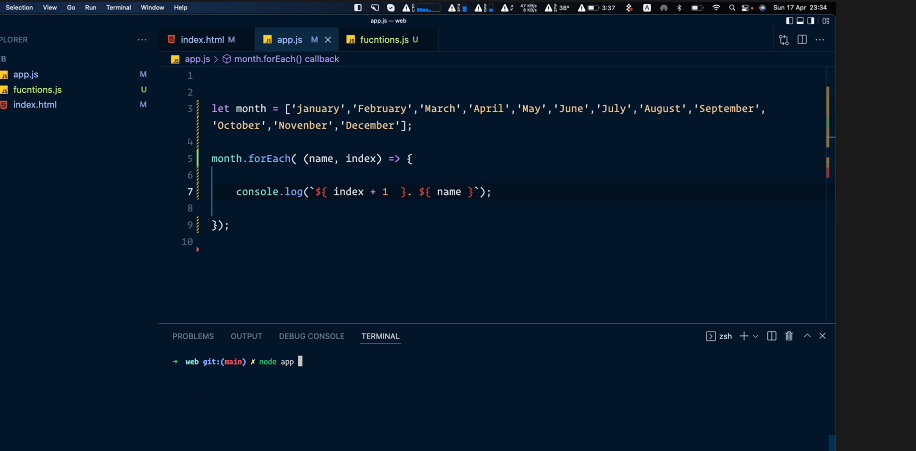 Selection View Go Run Terminal Window Help 38° 3:37 A Sun 17 Apr 23:34
app.js — web
PLORER ···
index.html M app.js M × fucntions.js U
app.js > month.forEach() callback
B
app.js M
fucntions.js U
index.html M
1
2
3 let month = ['january','February','March','April','May','June','July','August','September',
'October','Novenber','December'];
4
5 month.forEach( (name, index) => {
6
7 console.log(`${ index + 1 }. ${ name }`);
8
9 });
10
PROBLEMS OUTPUT DEBUG CONSOLE TERMINAL zsh
→ web git:(main) ✗ node app